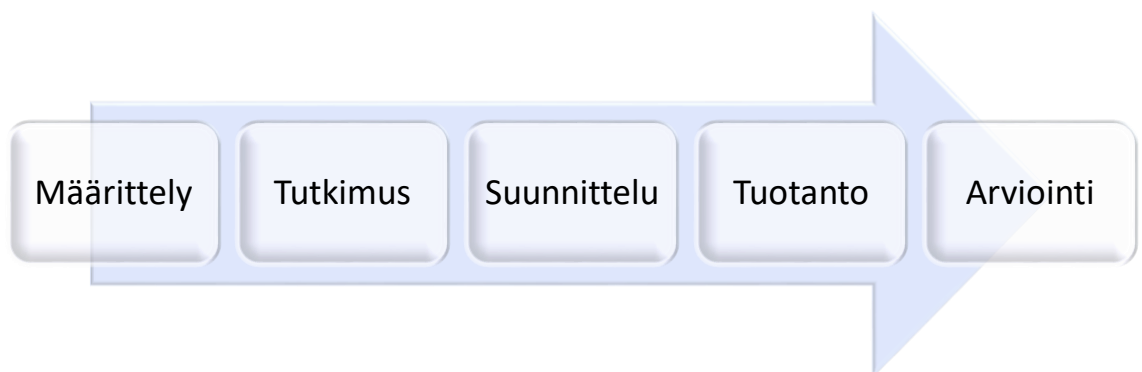 Määrittely
Tutkimus
Suunnittelu
Tuotanto
Arviointi